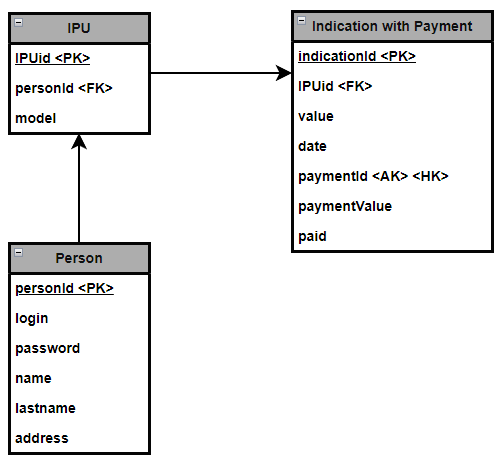 IPU
IPUid <PK>
personId <FK>
model
Indication with Payment
indicationId <PK>
IPUid <FK>
value
date
paymentId <AK> <HK>
paymentValue
paid
Person
personId <PK>
login
password
name
lastname
address